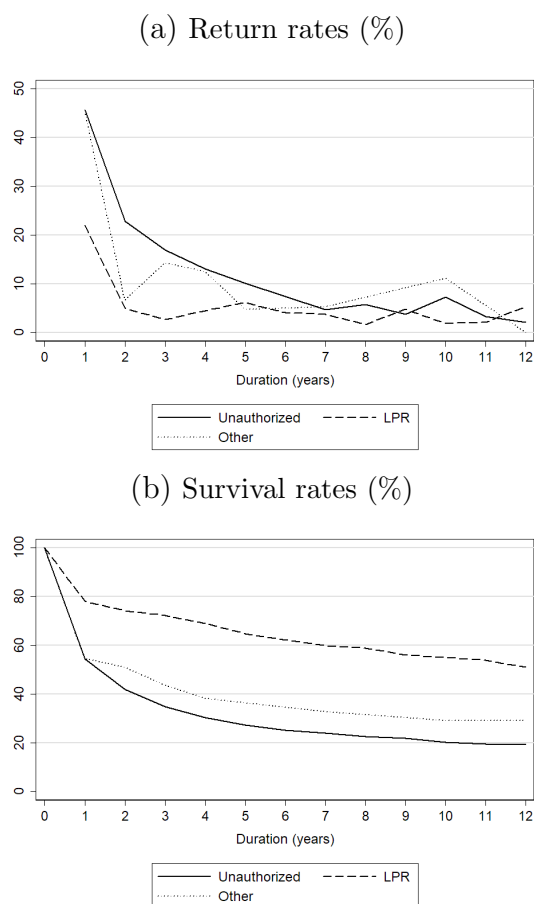 (a) Return rates (%)
50
40
30
20
10
0
0 1 2 3 4 5 6 7 8 9 10 11 12
Duration (years)
Unauthorized LPR
Other
(b) Survival rates (%)
100
80
60
40
20
0
0 1 2 3 4 5 6 7 8 9 10 11 12
Duration (years)
Unauthorized LPR
Other